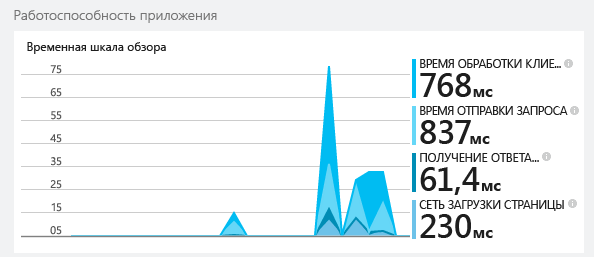 Работоспособность приложения
Временная шкала обзора
75
65
55
45
35
25
15
05
ВРЕМЯ ОБРАБОТКИ КЛИЕ...
768мс
ВРЕМЯ ОТПРАВКИ ЗАПРОСА
837мс
ПОЛУЧЕНИЕ ОТВЕТА...
61,4мс
СЕТЬ ЗАГРУЗКИ СТРАНИЦЫ
230мс